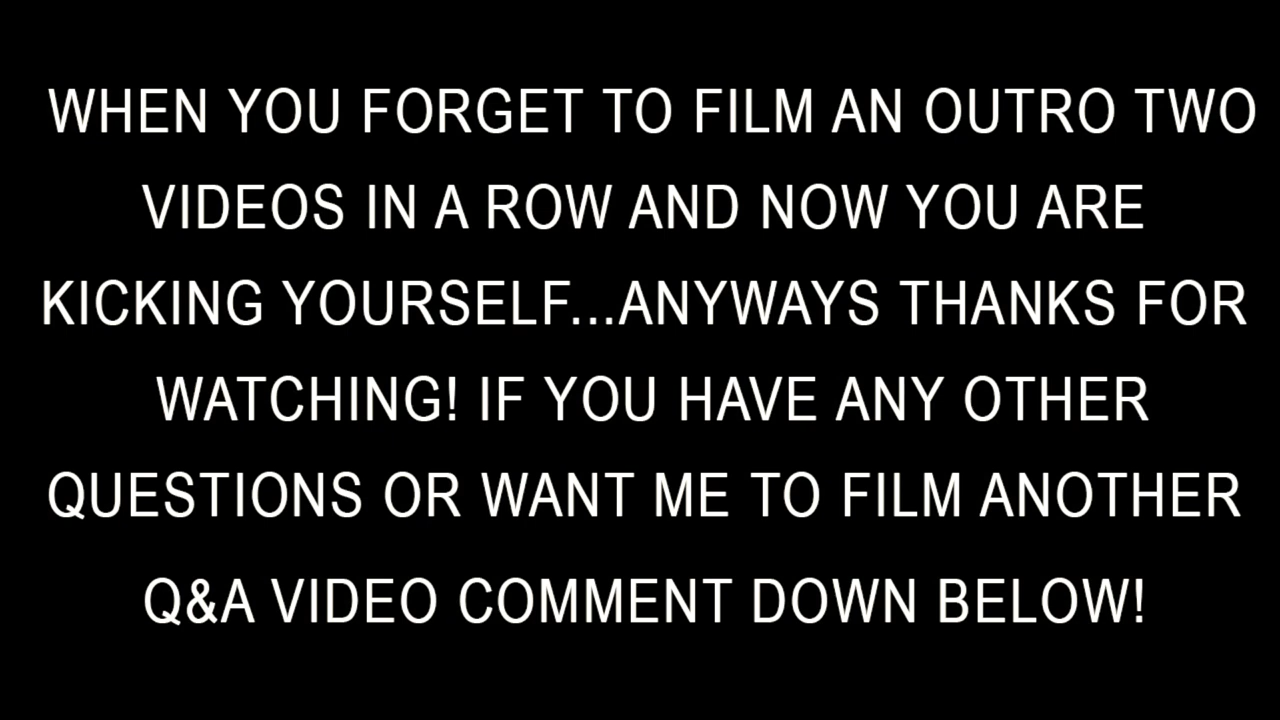 WHEN YOU FORGET TO FILM AN OUTRO TWO
VIDEOS IN A ROW AND NOW YOU ARE
KICKING YOURSELF...ANYWAYS THANKS FOR
WATCHING! IF YOU HAVE ANY OTHER
QUESTIONS OR WANT ME TO FILM ANOTHER
Q&A VIDEO COMMENT DOWN BELOW!